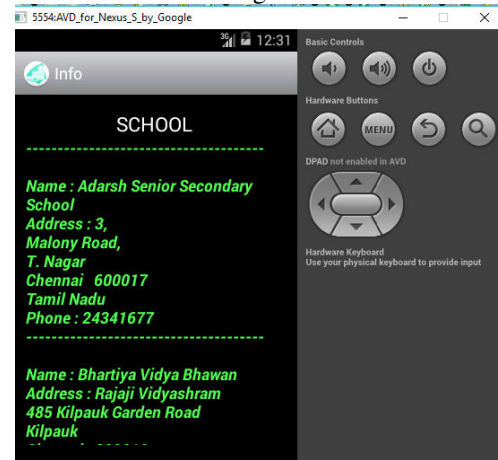 5554:AVD_for_Nexus_S_by_Google
3G 12:31
Info
SCHOOL
-------------------------------------
Name : Adarsh Senior Secondary
School
Address : 3,
Malony Road,
T. Nagar
Chennai 600017
Tamil Nadu
Phone : 24341677
-------------------------------------
Name : Bhartiya Vidya Bhawan
Address : Rajaji Vidyashram
485 Kilpauk Garden Road
Kilpauk
Basic Controls
Hardware Buttons
MENU
DPAD not enabled in AVD
Hardware Keyboard
Use your physical keyboard to provide input